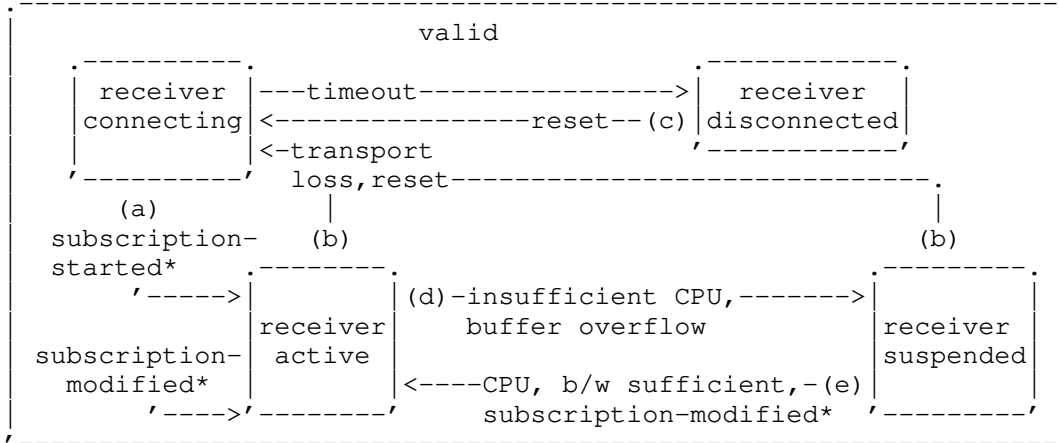 valid
receiver ---timeout----------------> receiver
connecting <----------------reset--(c) disconnected
<-transport
loss,reset------------------------------.
(a)
subscription- (b) (b)
started*
'-----> (d)-insufficient CPU,------->
receiver buffer overflow receiver
subscription- active suspended
modified* <----CPU, b/w sufficient,-(e)
'----> subscription-modified*